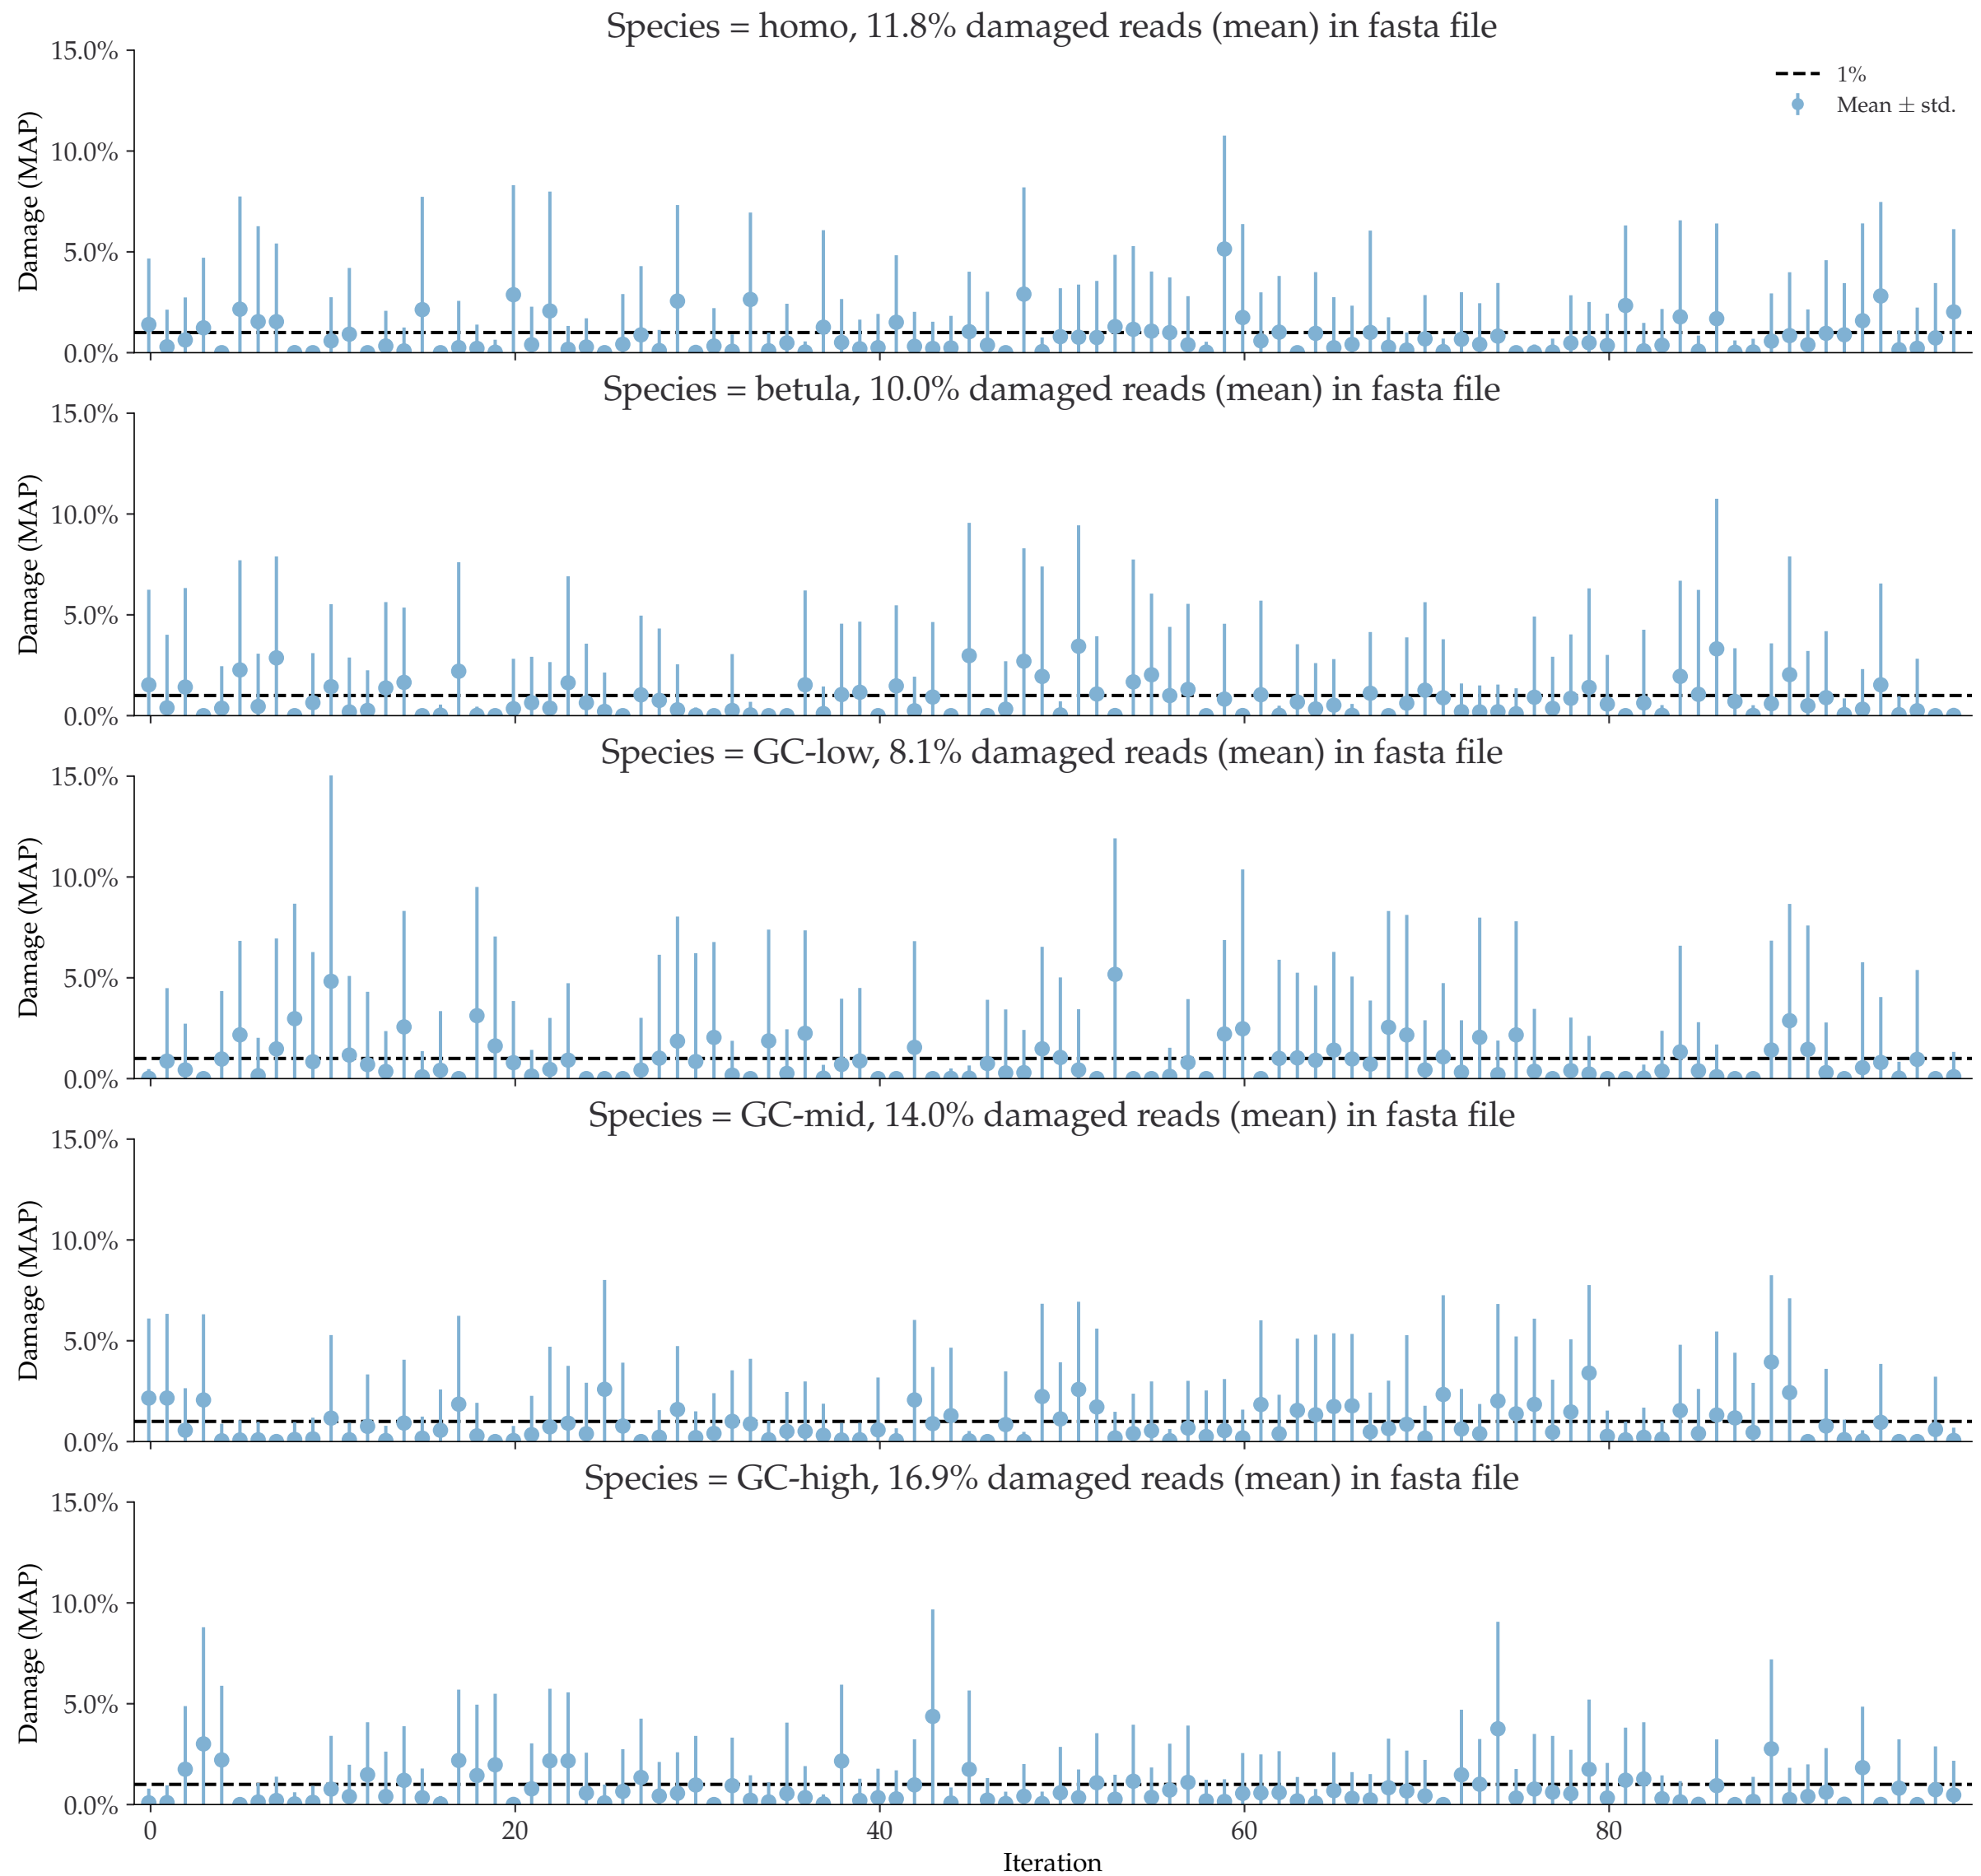 Species = homo, 11.8% damaged reads (mean) in fasta file
15.0%
10.0%
5.0%
0.0%
Damage (MAP)
1%
Mean ± std.
Species = betula, 10.0% damaged reads (mean) in fasta file
15.0%
10.0%
5.0%
0.0%
Damage (MAP)
Species = GC-low, 8.1% damaged reads (mean) in fasta file
15.0%
10.0%
5.0%
0.0%
Damage (MAP)
Species = GC-mid, 14.0% damaged reads (mean) in fasta file
15.0%
10.0%
5.0%
0.0%
Damage (MAP)
Species = GC-high, 16.9% damaged reads (mean) in fasta file
15.0%
10.0%
5.0%
0.0%
Damage (MAP)
0 20 40 60 80
Iteration